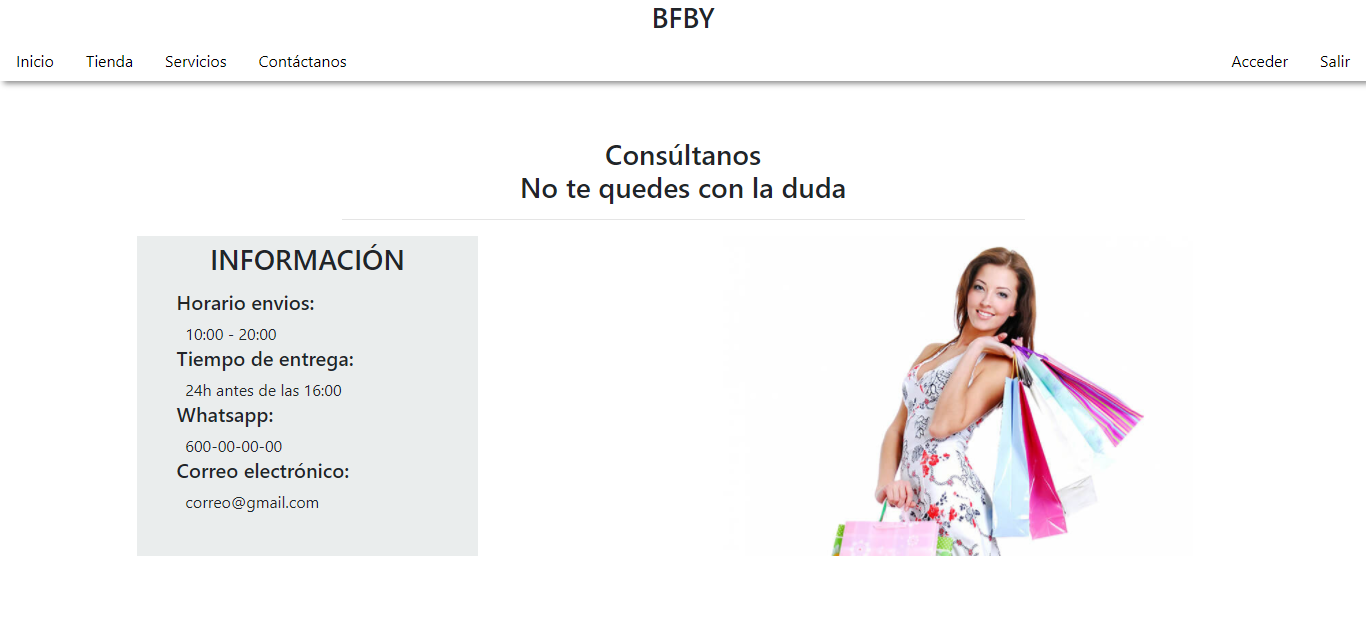 BFBY
Inicio Tienda Servicios Contáctanos Acceder Salir
Consúltanos
No te quedes con la duda
INFORMACIÓN
Horario envios:
10:00 - 20:00
Tiempo de entrega:
24h antes de las 16:00
Whatsapp:
600-00-00-00
Correo electrónico:
correo@gmail.com